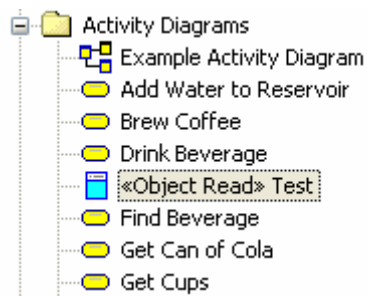 Activity Diagrams
Example Activity Diagram
Add Water to Reservoir
Brew Coffee
Drink Beverage
«Object Read» Test
Find Beverage
Get Can of Cola
Get Cups